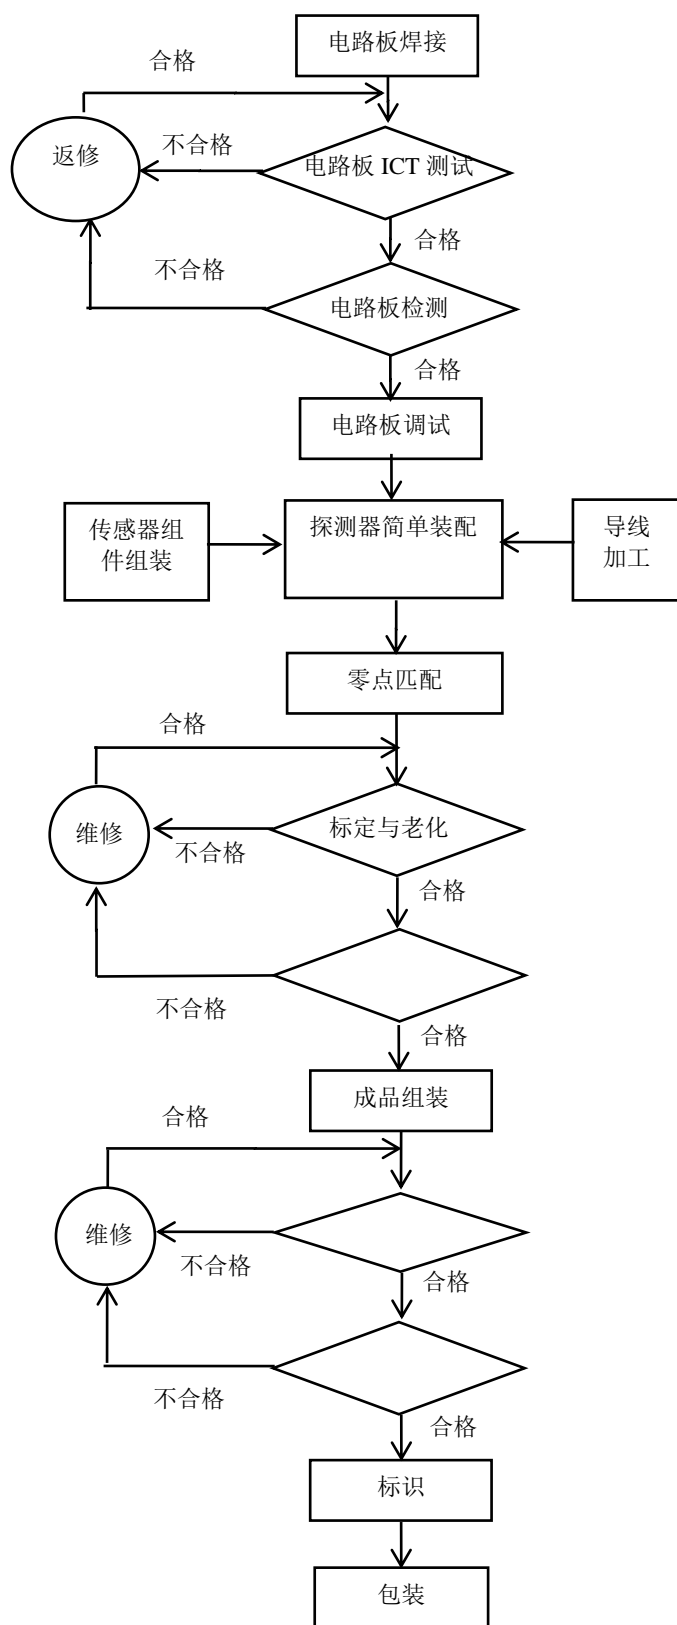 电路板焊接
合格
返修
不合格
电路板 ICT 测试
合格
不合格
电路板检测
合格
电路板调试
传感器组
件组装
探测器简单装配
导线
加工
零点匹配
合格
维修
标定与老化
不合格
合格
不合格
合格
成品组装
合格
维修
不合格
合格
不合格
合格
标识
包装